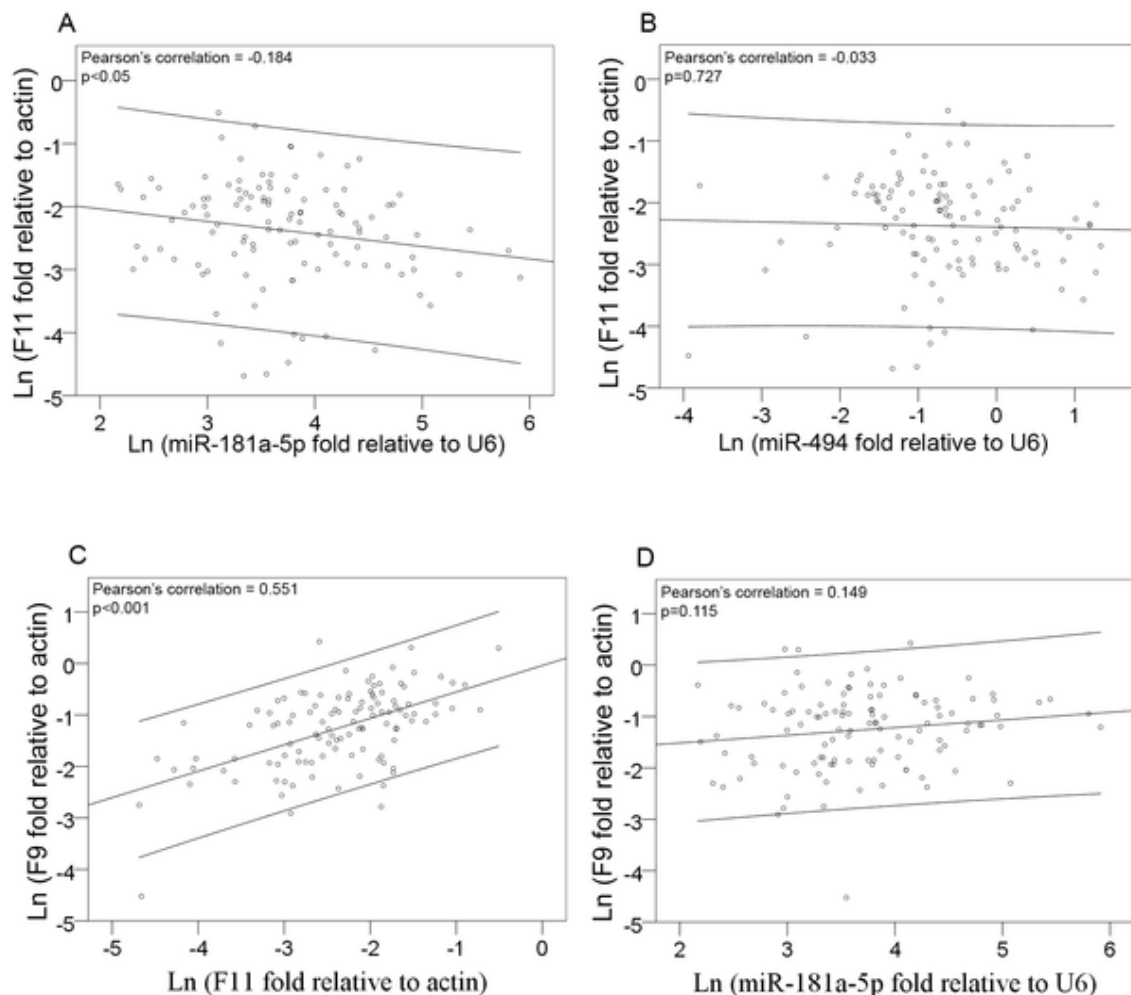 A
Pearson's correlation = -0.184
p<0.05
Ln (F11 fold relative to actin)
0
-1
-2
-3
-4
-5
2 3 4 5 6
Ln (miR-181a-5p fold relative to U6)
B
Pearson's correlation = -0.033
p=0.727
Ln (F11 fold relative to actin)
0
-1
-2
-3
-4
-5
-4 -3 -2 -1 0 1
Ln (miR-494 fold relative to U6)
C
Pearson's correlation = 0.551
p<0.001
Ln (F9 fold relative to actin)
1
0
-1
-2
-3
-4
-5
-5 -4 -3 -2 -1 0
Ln (F11 fold relative to actin)
D
Pearson's correlation = 0.149
p=0.115
Ln (F9 fold relative to actin)
1
0
-1
-2
-3
-4
-5
2 3 4 5 6
Ln (miR-181a-5p fold relative to U6)